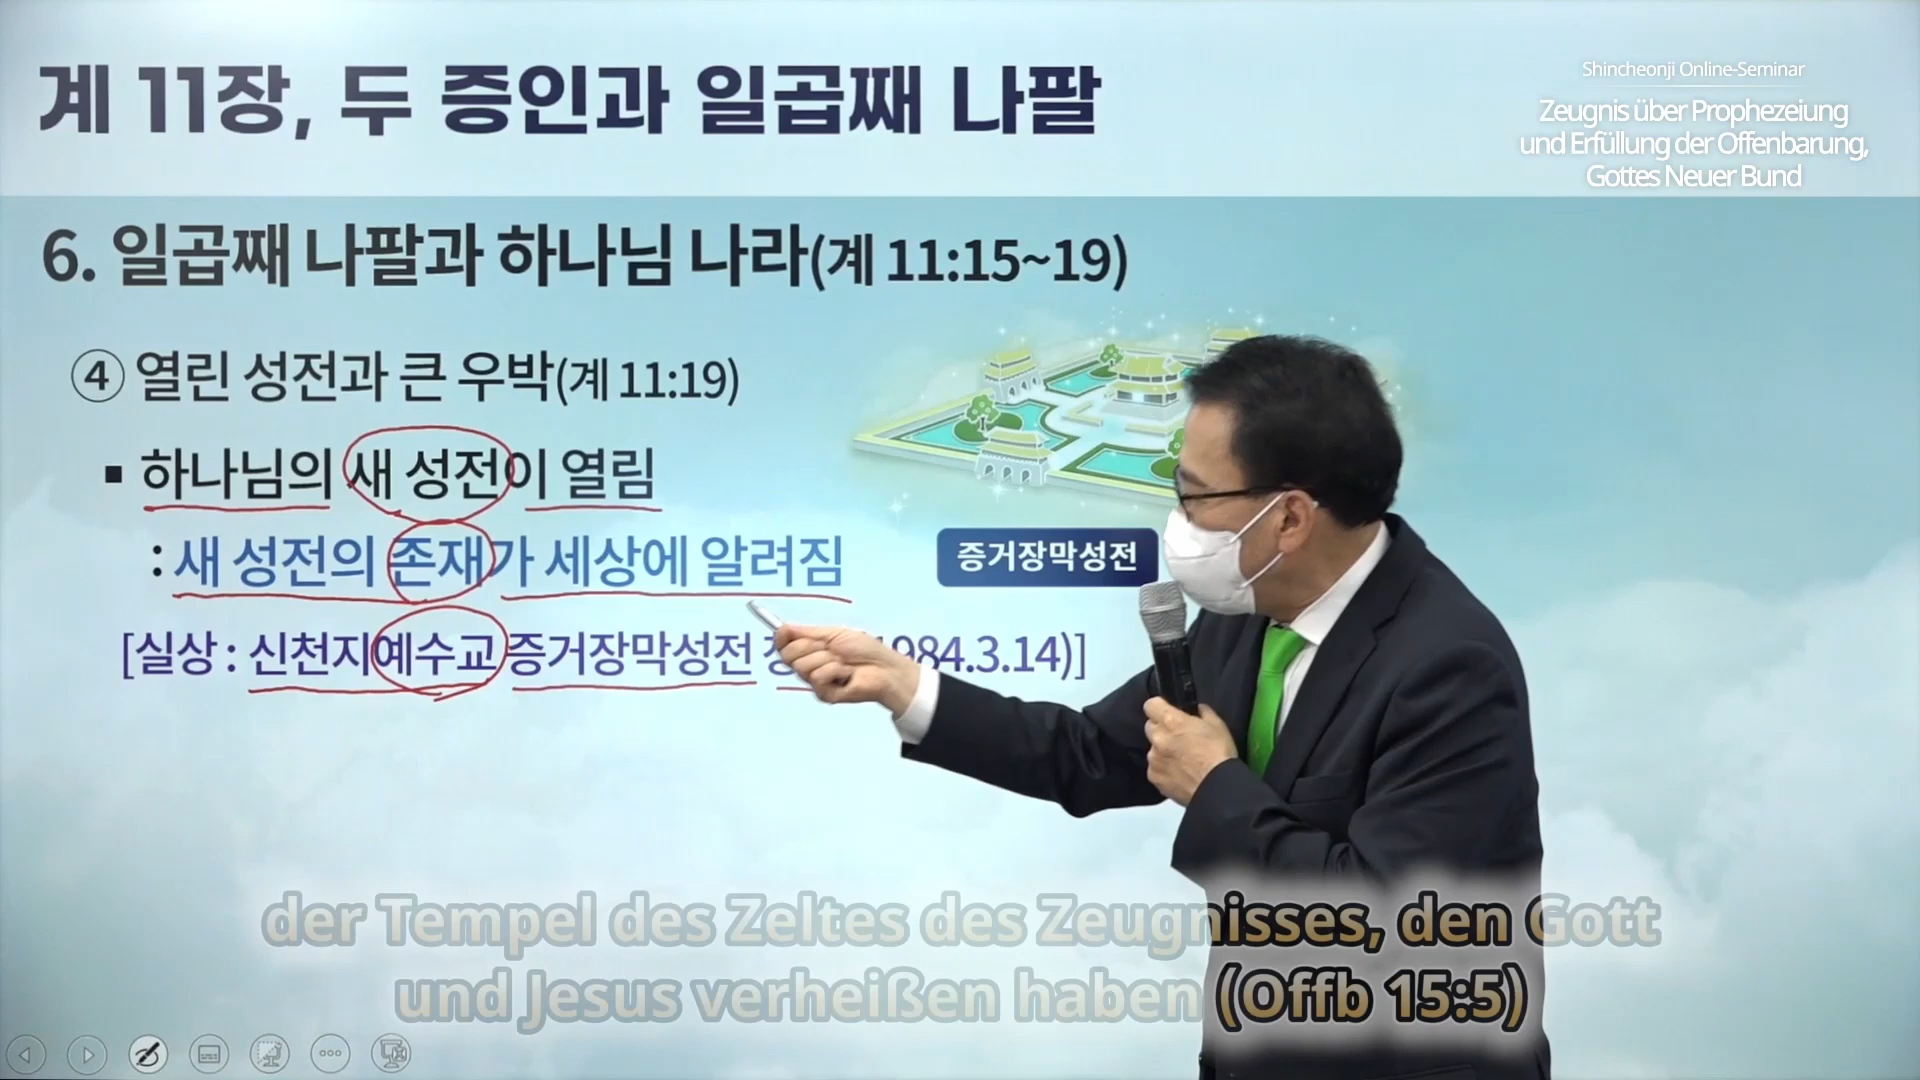 계 11장, 두 증인과 일곱째 나팔
Shincheonji Online-Seminar
Zeugnis über Prophezeiung
und Erfüllung der Offenbarung,
Gottes Neuer Bund
6. 일곱째 나팔과 하나님 나라(계 11:15~19)
④ 열린 성전과 큰 우박(계 11:19)
▪ 하나님의 새 성전이 열림
: 새 성전의 존재가 세상에 알려짐
증거장막성전
[실상 : 신천지예수교 증거장막성전 1984.3.14)]
der Tempel des Zeltes des Zeugnisses, den Gott
und Jesus verheißen haben (Offb 15:5)